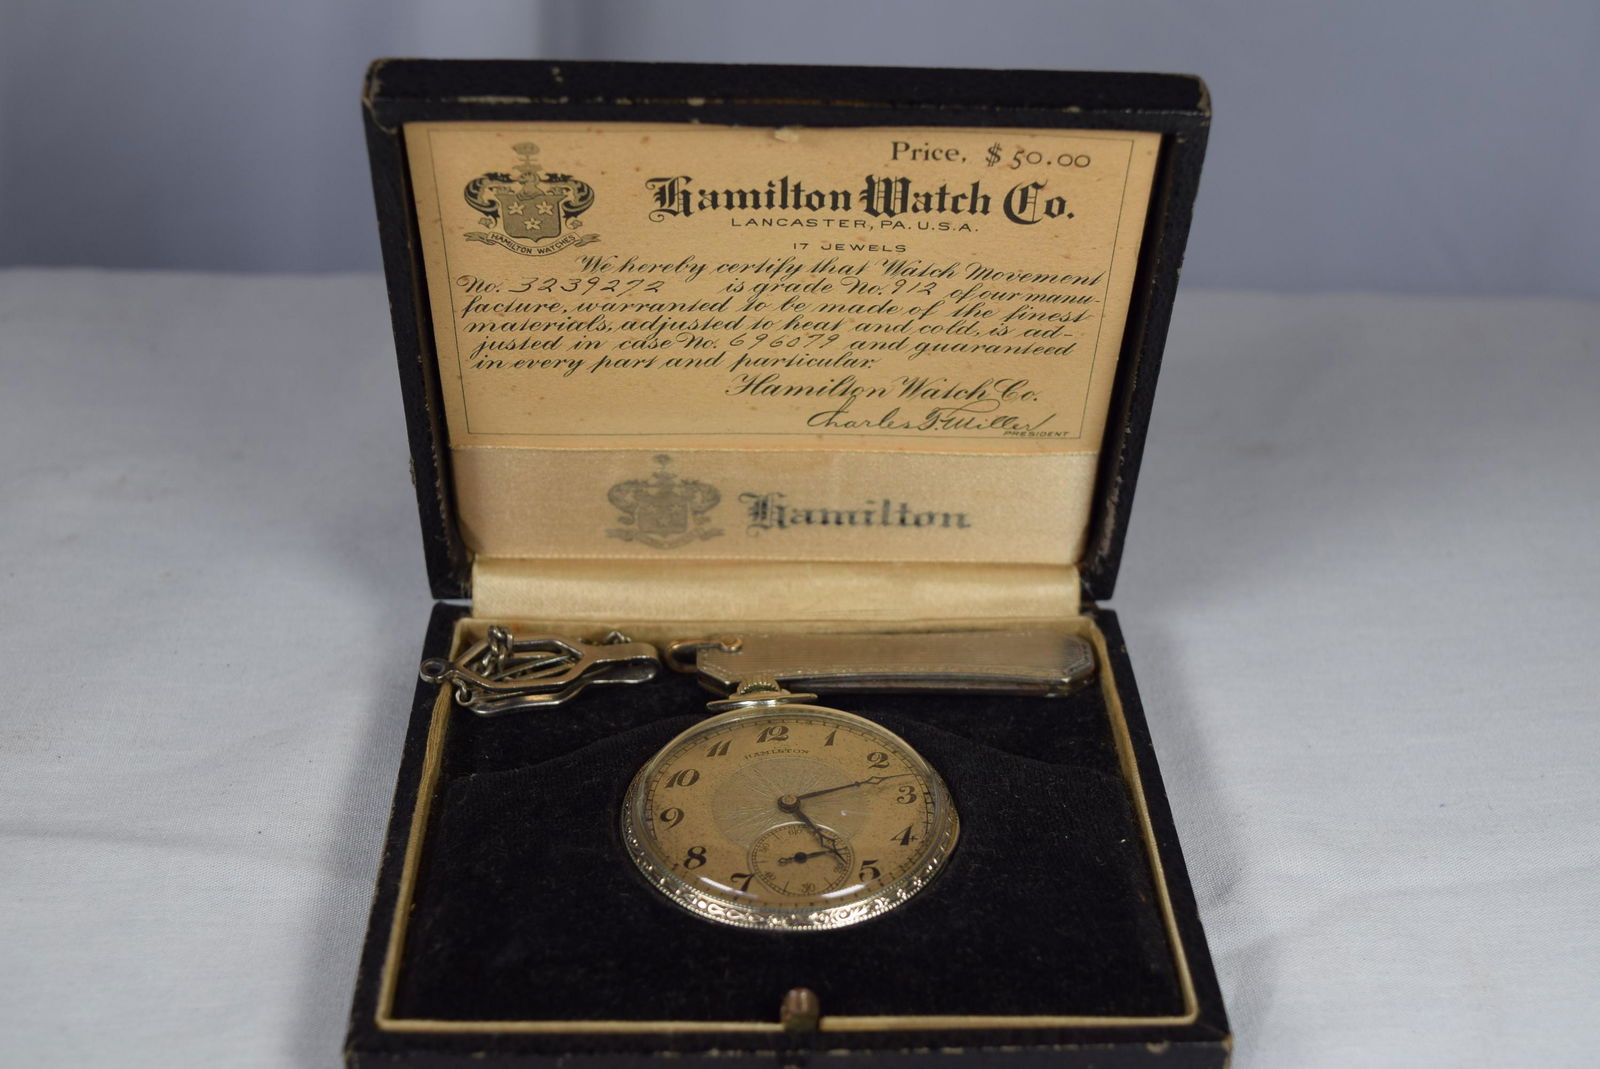 Price, $ 50.00
Hamilton Watch Co.
LANCASTER, PA. U.S.A.
HAMILTON WATCHES
17 JEWELS
We hereby certify that Watch Movement
No. 3239272 is grade No. 912 of our manu-
facture, warranted to be made of the finest
materials, adjusted to heat and cold, is ad-
justed in case No. 696079 and guaranteed
in every part and particular.
Hamilton Watch Co.
Charles F. Miller
PRESIDENT
Hamilton
HAMILTON
12
1
2
3
4
5
7
8
9
10
11
60
30